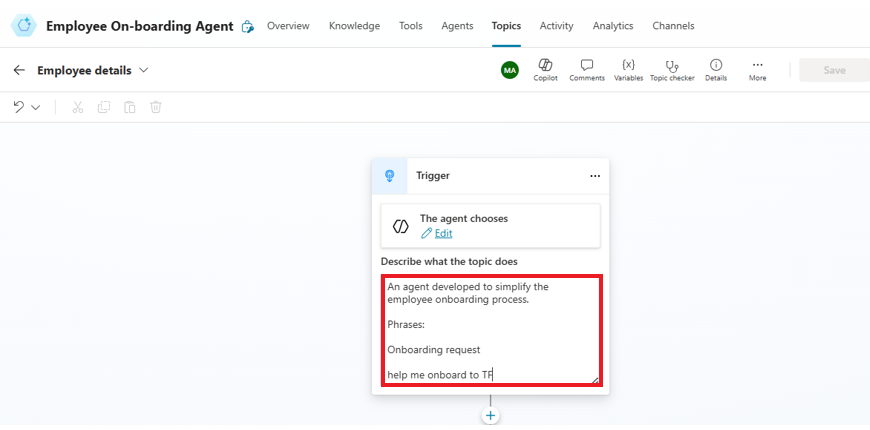 Employee On-boarding Agent Overview Knowledge Tools Agents Topics Activity Analytics Channels
Employee details MA Copilot Comments {x} Variables Topic checker Details More Save
Trigger
The agent chooses
Edit
Describe what the topic does
An agent developed to simplify the
employee onboarding process.
Phrases:
Onboarding request
help me onboard to TF